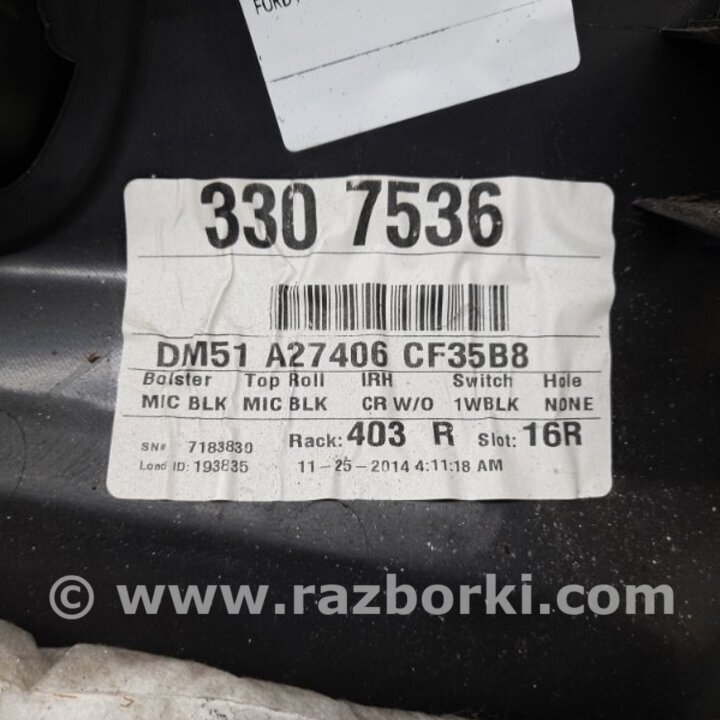 FORD
330 7536
DM51 A27406 CF35B8
Bolster Top Roll IRH Switch Hole
MIC BLK MIC BLK CR W/O 1WBLK NONE
SN# 7183830 Rack: 403 R Slot: 16R
Load ID: 193835 11-25-2014 4:11:18 AM
© www.razborki.com